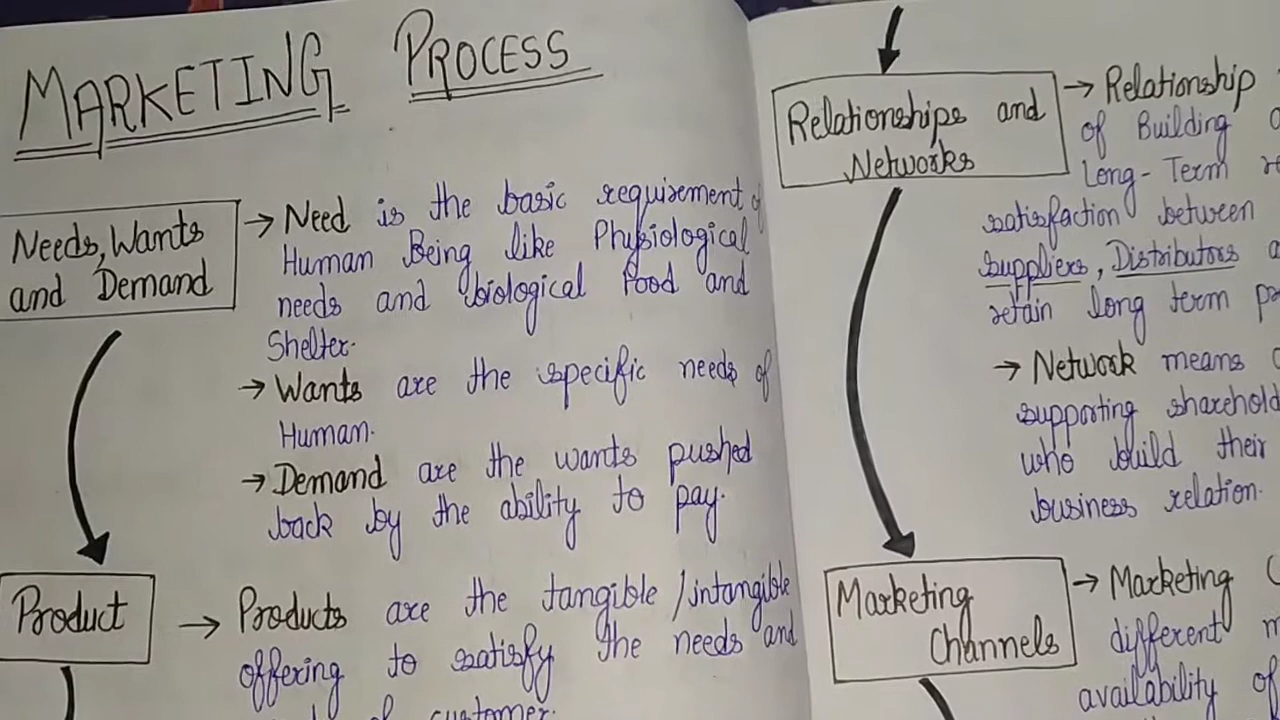 MARKETING PROCESS
Needs, Wants
and Demand
→ Need is the basic requirement of
Human Being like Physiological
needs and biological Food and
Shelter.
→ Wants are the specific needs of
Human.
→ Demand are the wants pushed
back by the ability to pay.
Product
→ Products are the tangible / intangible
offering to satisfy the needs and
customer.
Relationships and
Networks
→ Relationship
of Building
Long-Term
satisfaction between
suppliers, Distributors
retain long term
→ Network means
supporting
who build their
business relation.
Marketing
Channels
→ Marketing
different
availability of